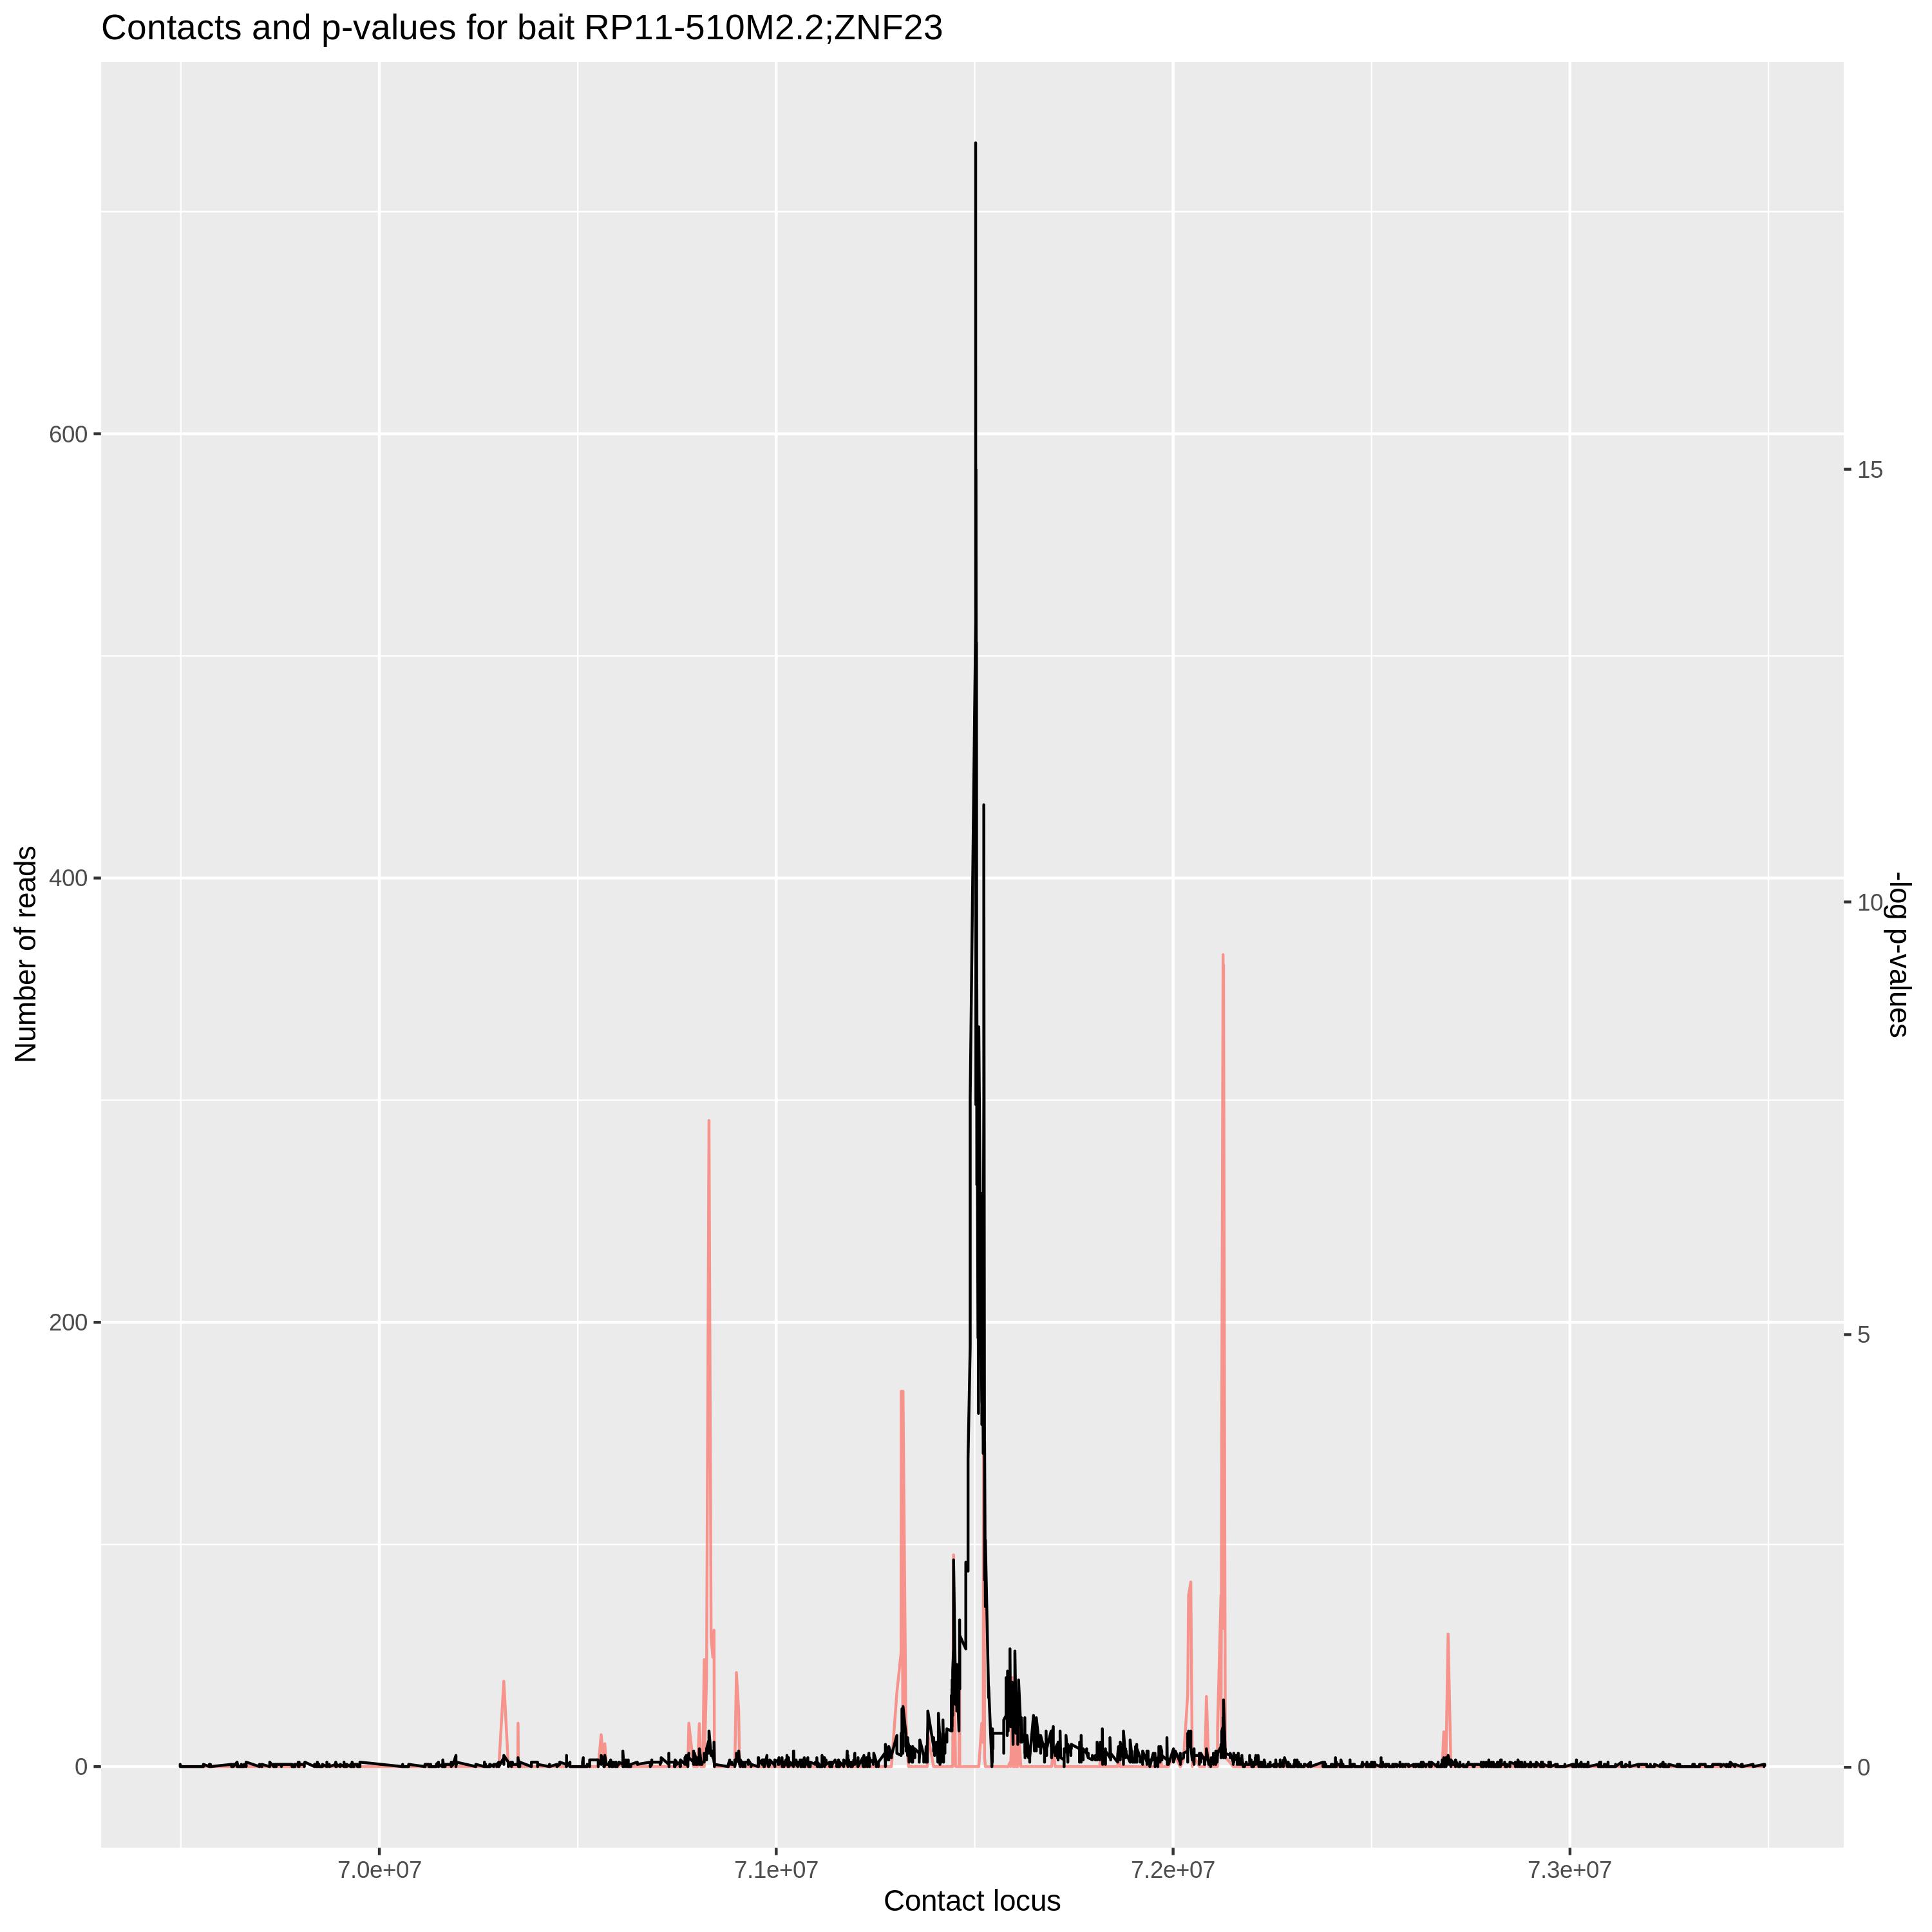 Contacts and p-values for bait RP11-510M2.2;ZNF23
Number of reads
600
400
200
0
15
10
5
0
-log p-values
7.0e+07
7.1e+07
7.2e+07
7.3e+07
Contact locus